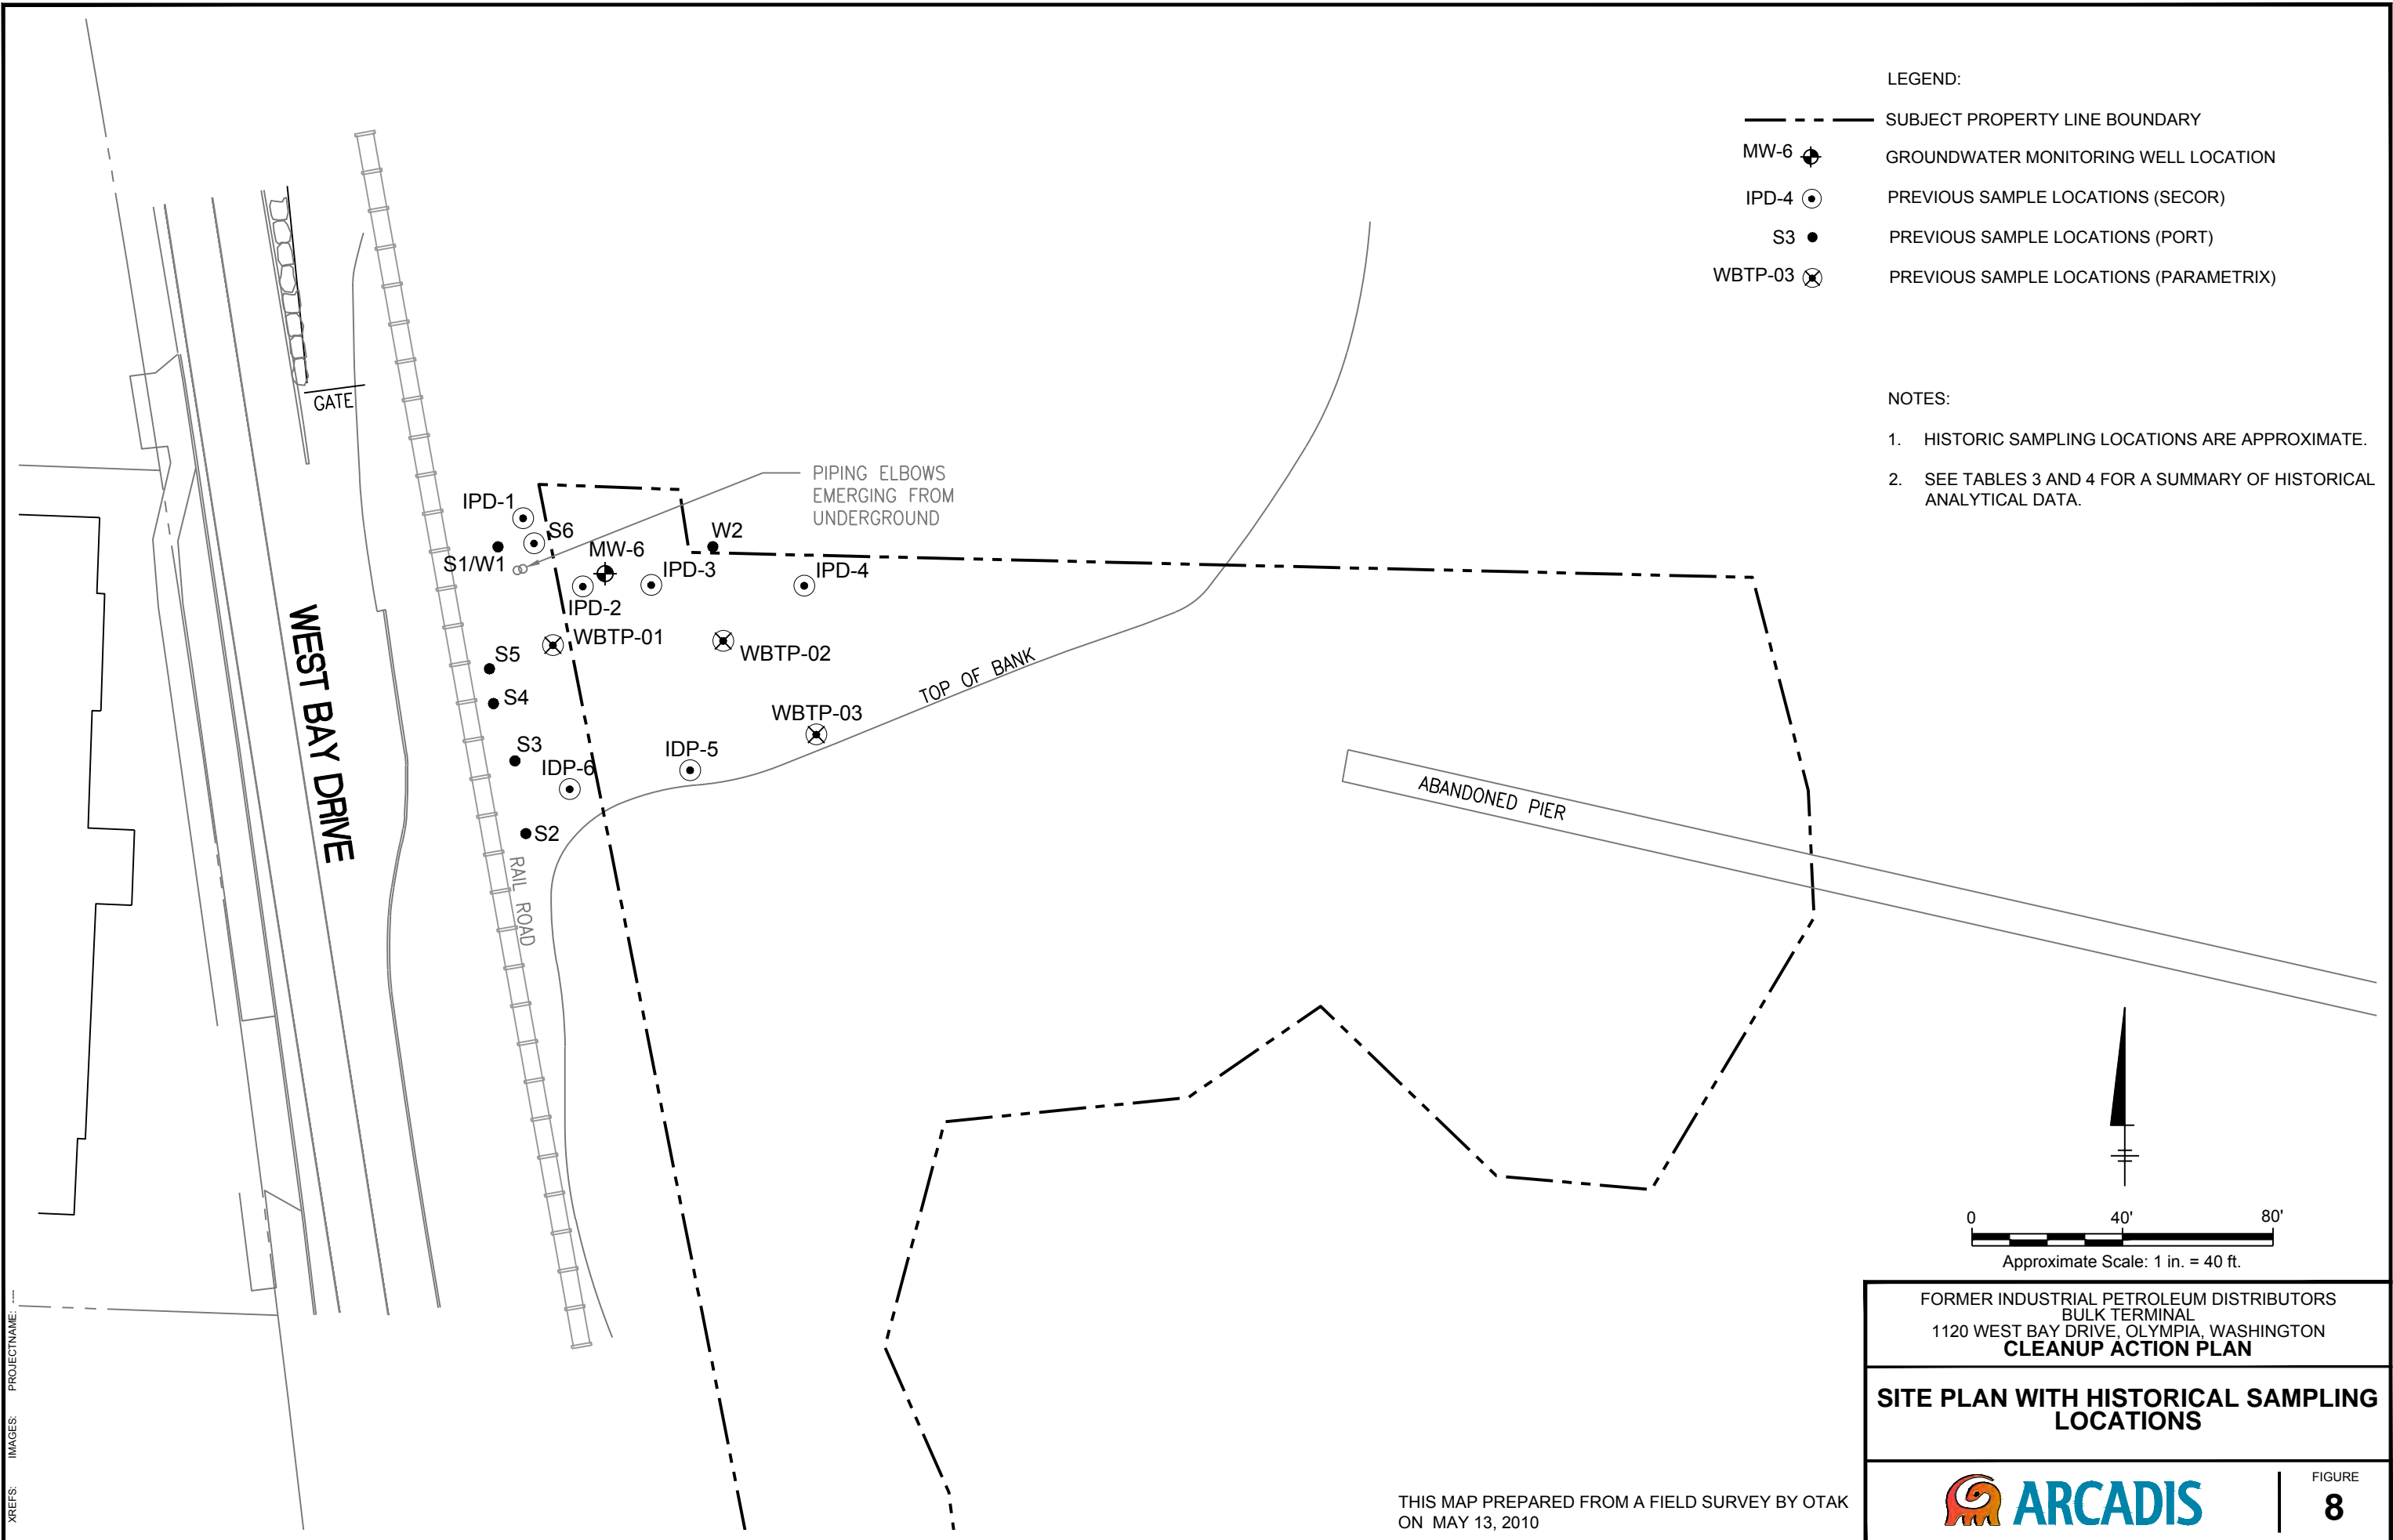 LEGEND:
SUBJECT PROPERTY LINE BOUNDARY
MW-6 GROUNDWATER MONITORING WELL LOCATION
IPD-4 PREVIOUS SAMPLE LOCATIONS (SECOR)
S3 PREVIOUS SAMPLE LOCATIONS (PORT)
WBTP-03 PREVIOUS SAMPLE LOCATIONS (PARAMETRIX)
NOTES:
1. HISTORIC SAMPLING LOCATIONS ARE APPROXIMATE.
2. SEE TABLES 3 AND 4 FOR A SUMMARY OF HISTORICAL
ANALYTICAL DATA.
GATE
PIPING ELBOWS
EMERGING FROM
UNDERGROUND
IPD-1
S6
W2
MW-6
S1/W1
IPD-3
IPD-4
IPD-2
WBTP-01
WBTP-02
S5
S4
TOP OF BANK
WBTP-03
S3
IDP-5
IDP-6
S2
WEST BAY DRIVE
RAIL ROAD
ABANDONED PIER
0 40' 80'
Approximate Scale: 1 in. = 40 ft.
FORMER INDUSTRIAL PETROLEUM DISTRIBUTORS
BULK TERMINAL
1120 WEST BAY DRIVE, OLYMPIA, WASHINGTON
CLEANUP ACTION PLAN
SITE PLAN WITH HISTORICAL SAMPLING
LOCATIONS
ARCADIS
FIGURE
8
THIS MAP PREPARED FROM A FIELD SURVEY BY OTAK
ON MAY 13, 2010
XREFS: IMAGES: PROJECTNAME: ----